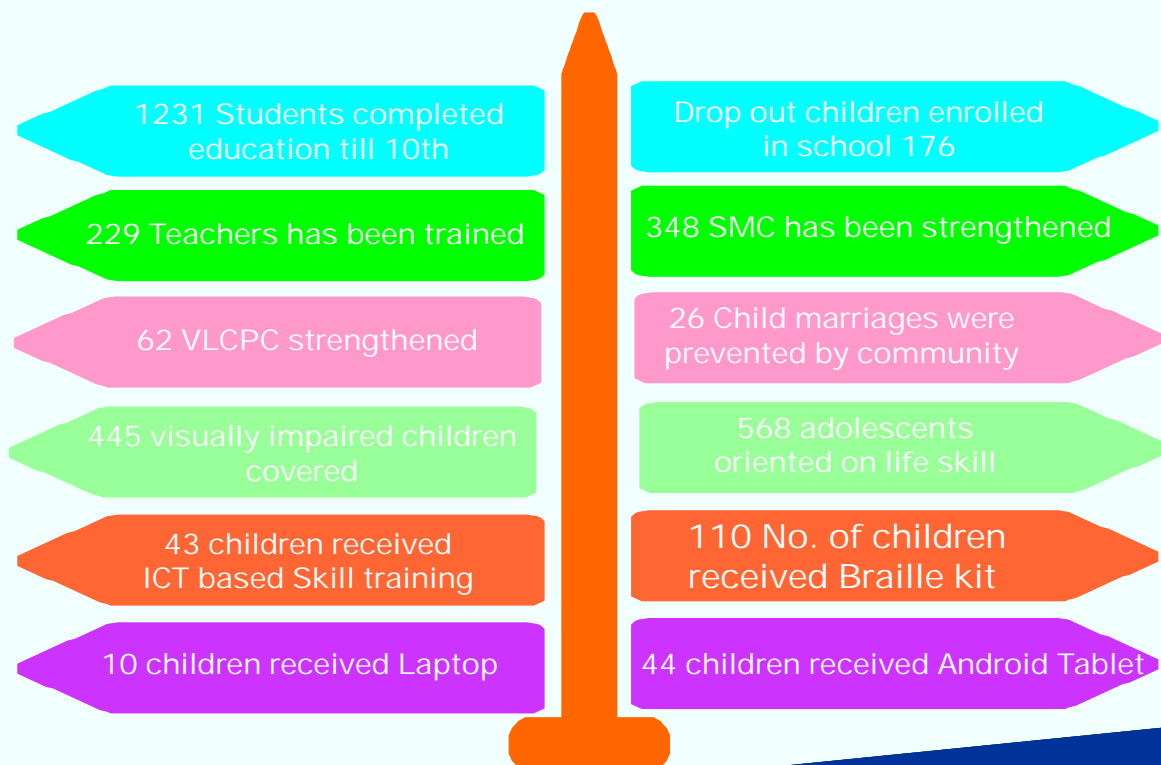 1231 Students completed
education till 10th
Drop out children enrolled
in school 176
229 Teachers has been trained
348 SMC has been strengthened
62 VLCPC strengthened
26 Child marriages were
prevented by community
445 visually impaired children
covered
568 adolescents
oriented on life skill
43 children received
ICT based Skill training
110 No. of children
received Braille kit
10 children received Laptop
44 children received Android Tablet